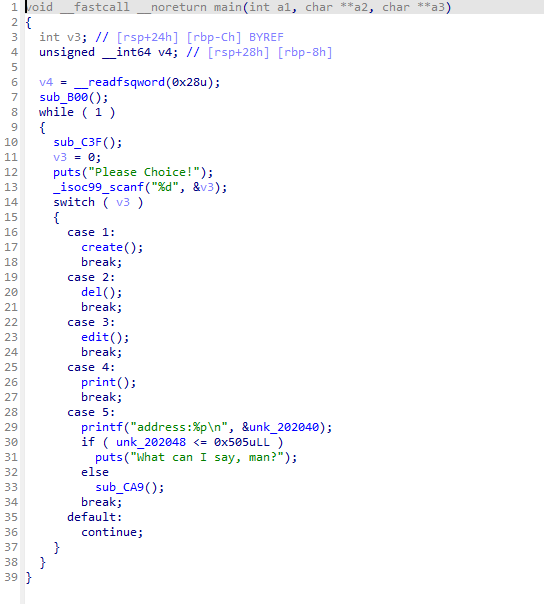 1 void __fastcall __noreturn main(int a1, char **a2, char **a3)
2 {
3   int v3; // [rsp+24h] [rbp-Ch] BYREF
4   unsigned __int64 v4; // [rsp+28h] [rbp-8h]
5
6   v4 = __readfsqword(0x28u);
7   sub_B00();
8   while ( 1 )
9   {
10     sub_C3F();
11     v3 = 0;
12     puts("Please Choice!");
13     _isoc99_scanf("%d", &v3);
14     switch ( v3 )
15     {
16       case 1:
17         create();
18         break;
19       case 2:
20         del();
21         break;
22       case 3:
23         edit();
24         break;
25       case 4:
26         print();
27         break;
28       case 5:
29         printf("address:%p\n", &unk_202040);
30         if ( unk_202048 <= 0x505uLL )
31           puts("What can I say, man?");
32         else
33           sub_CA9();
34         break;
35       default:
36         continue;
37     }
38   }
39 }